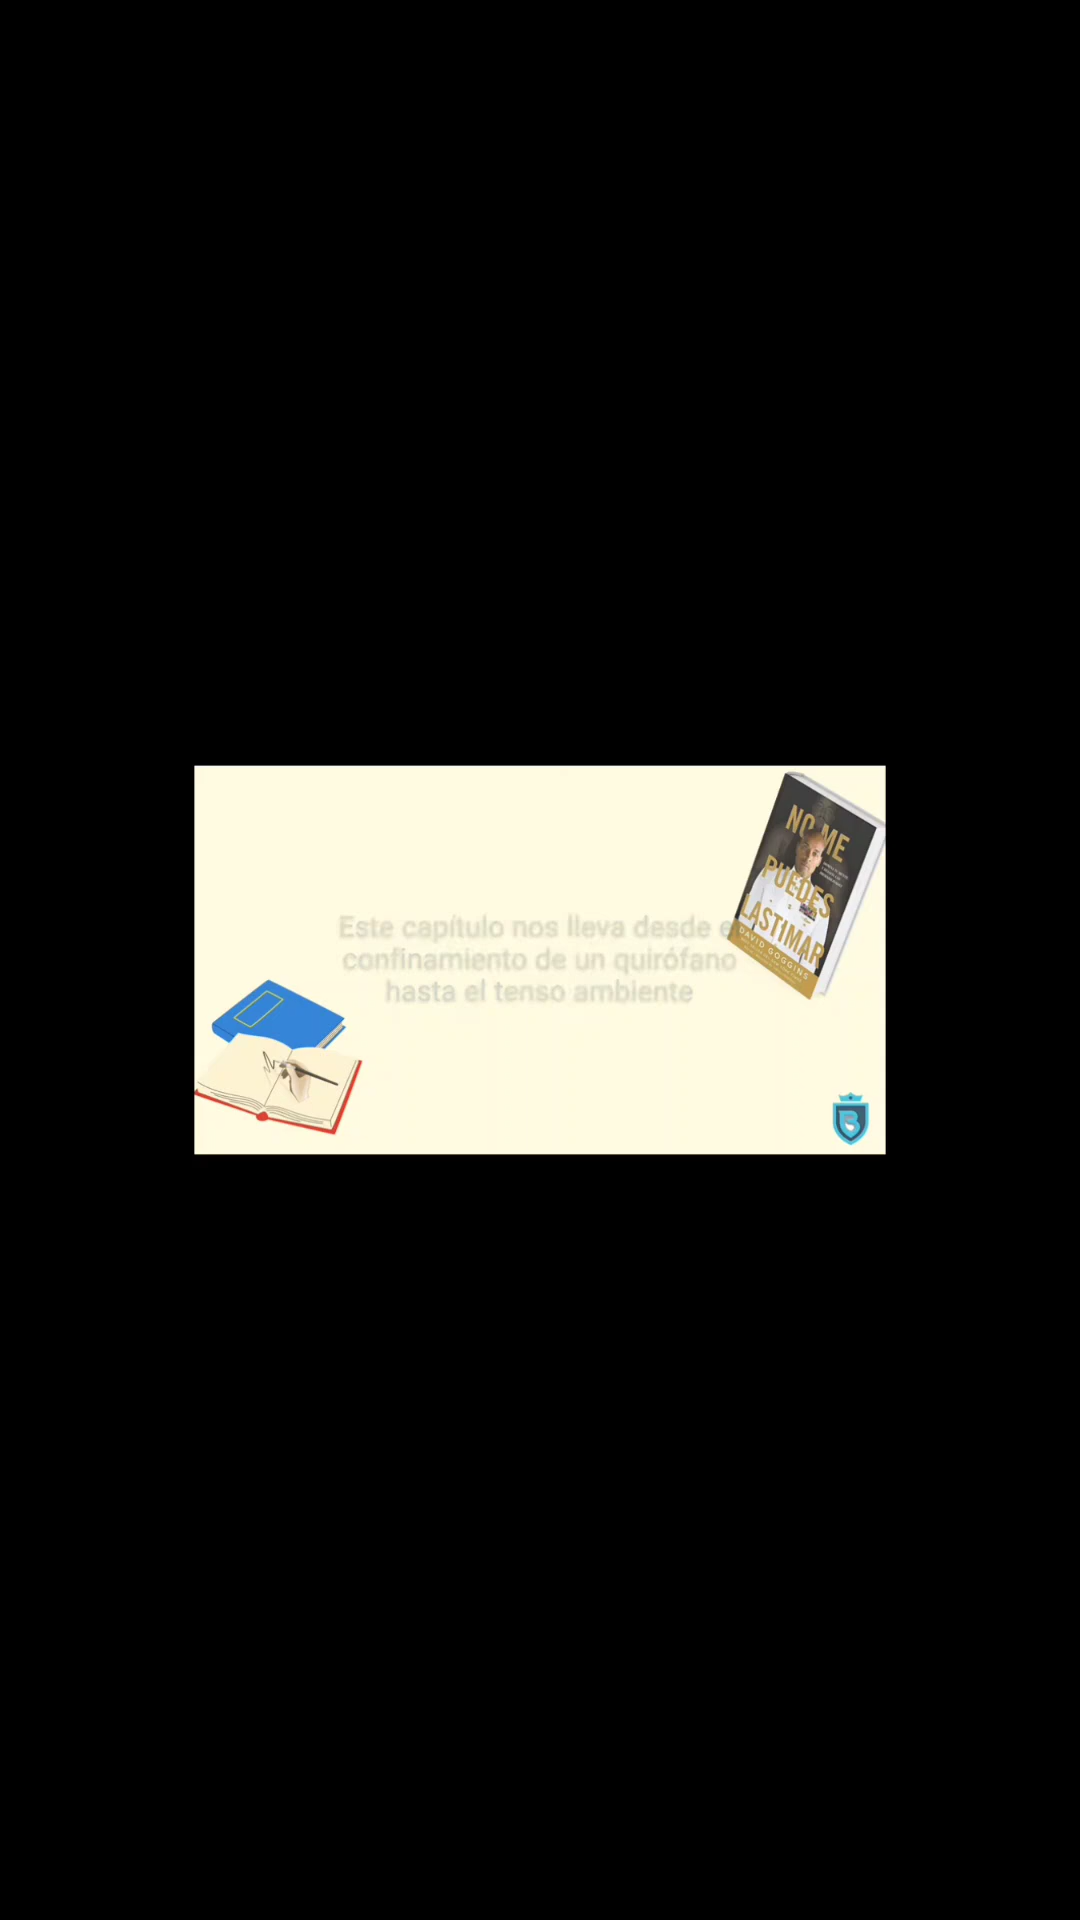 NO ME
PUEDES
LASTIMAR
DAVID GOGGINS
Este capítulo nos lleva desde el
confinamiento de un quirófano
hasta el tenso ambiente
B